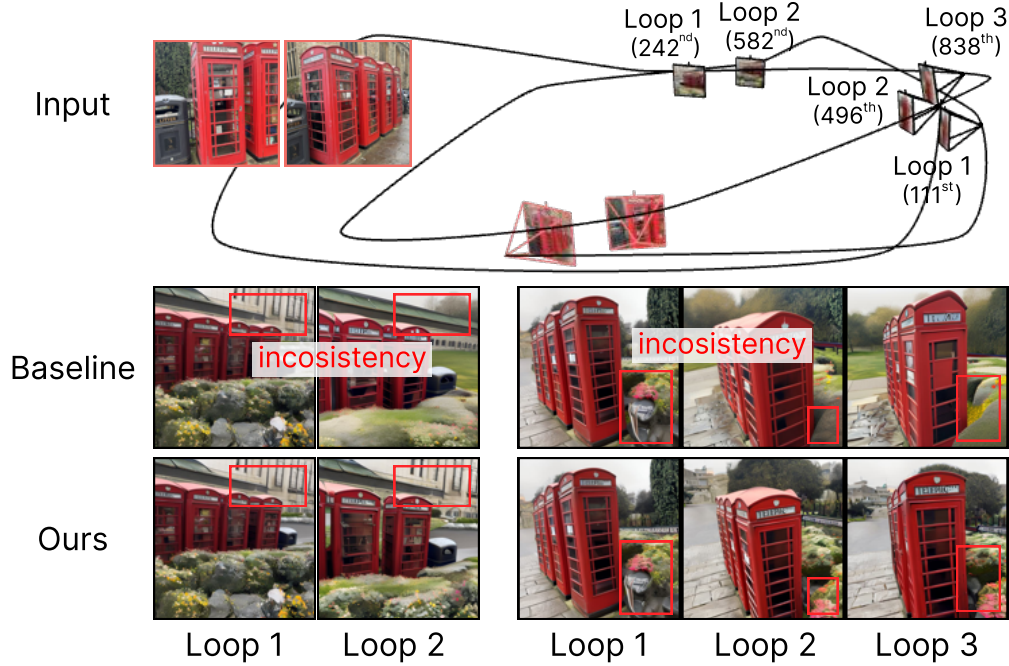 Loop 1
(242nd)
Loop 2
(582nd)
Loop 3
(838th)
Input
Loop 2
(496th)
Loop 1
(111st)
Baseline
incosistency
incosistency
Ours
Loop 1
Loop 2
Loop 1
Loop 2
Loop 3